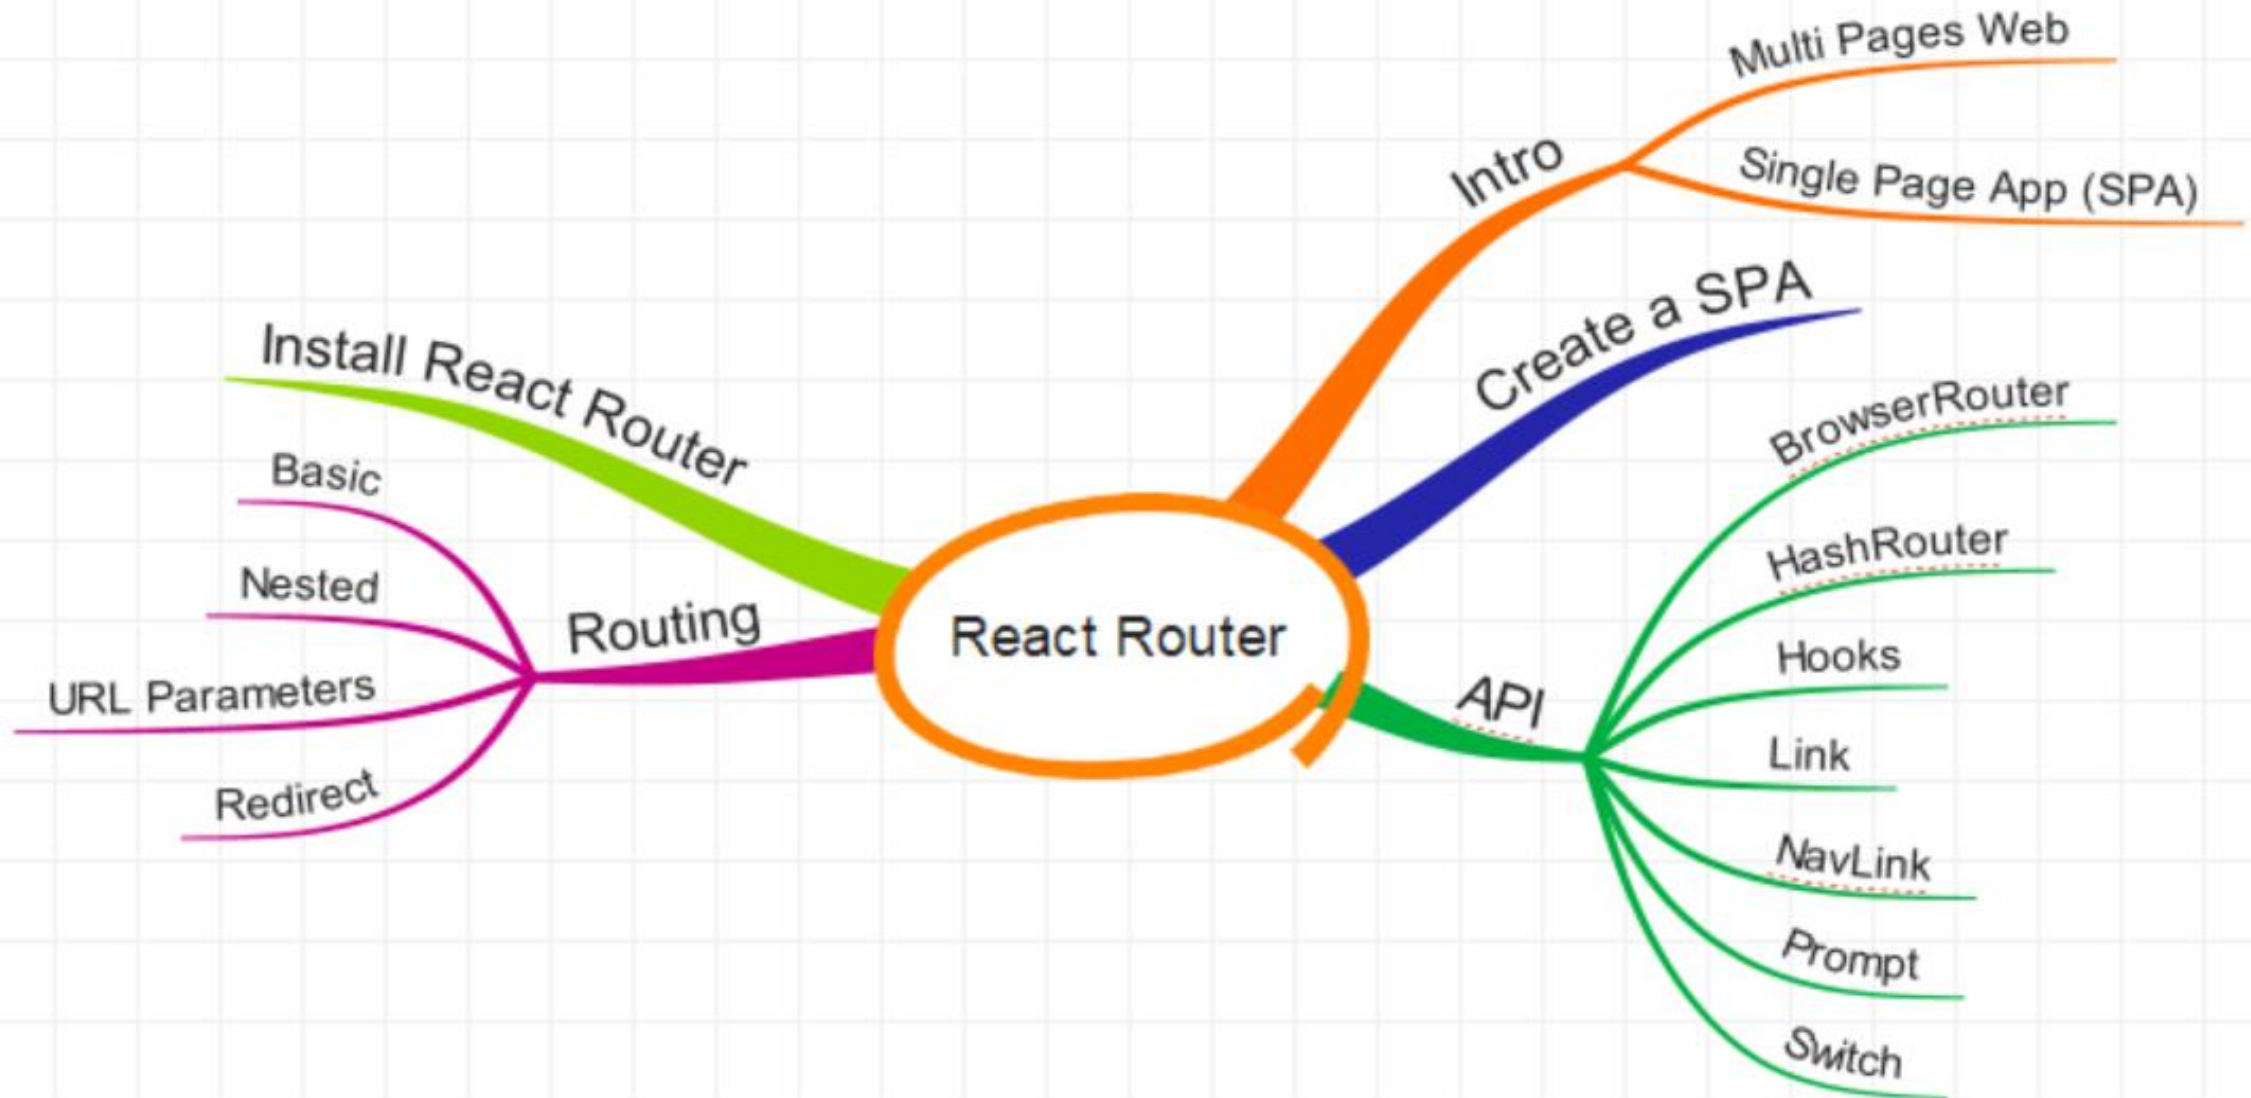 React Router
Intro
Multi Pages Web
Single Page App (SPA)
Create a SPA
API
BrowserRouter
HashRouter
Hooks
Link
NavLink
Prompt
Switch
Install React Router
Routing
Basic
Nested
URL Parameters
Redirect